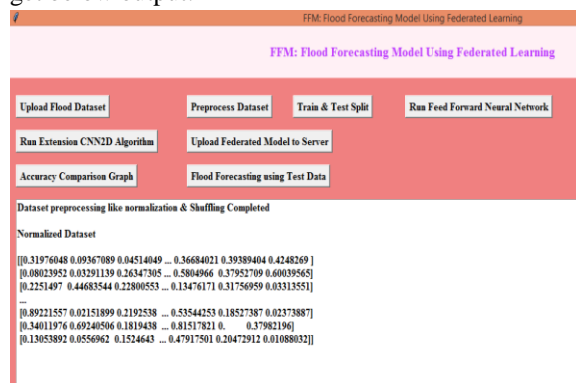 FFM: Flood Forecasting Model Using Federated Learning
FFM: Flood Forecasting Model Using Federated Learning
Upload Flood Dataset Preprocess Dataset Train & Test Split Run Feed Forward Neural Network
Run Extension CNN2D Algorithm Upload Federated Model to Server
Accuracy Comparison Graph Flood Forecasting using Test Data
Dataset preprocessing like normalization & Shuffling Completed
Normalized Dataset
[[0.31976048 0.09367089 0.04514049 ... 0.36684021 0.39389404 0.4248269 ]
[0.08023952 0.03291139 0.26347305 ... 0.5804966 0.37952709 0.60039565]
[0.2251497 0.44683544 0.22800553 ... 0.13476171 0.31756959 0.03313551]
...
[0.89221557 0.02151899 0.2192538 ... 0.53544253 0.18527387 0.02373887]
[0.34011976 0.69240506 0.1819438 ... 0.81517821 0. 0.37982196]
[0.13053892 0.0556962 0.1524643 ... 0.47917501 0.20472912 0.01088032]]